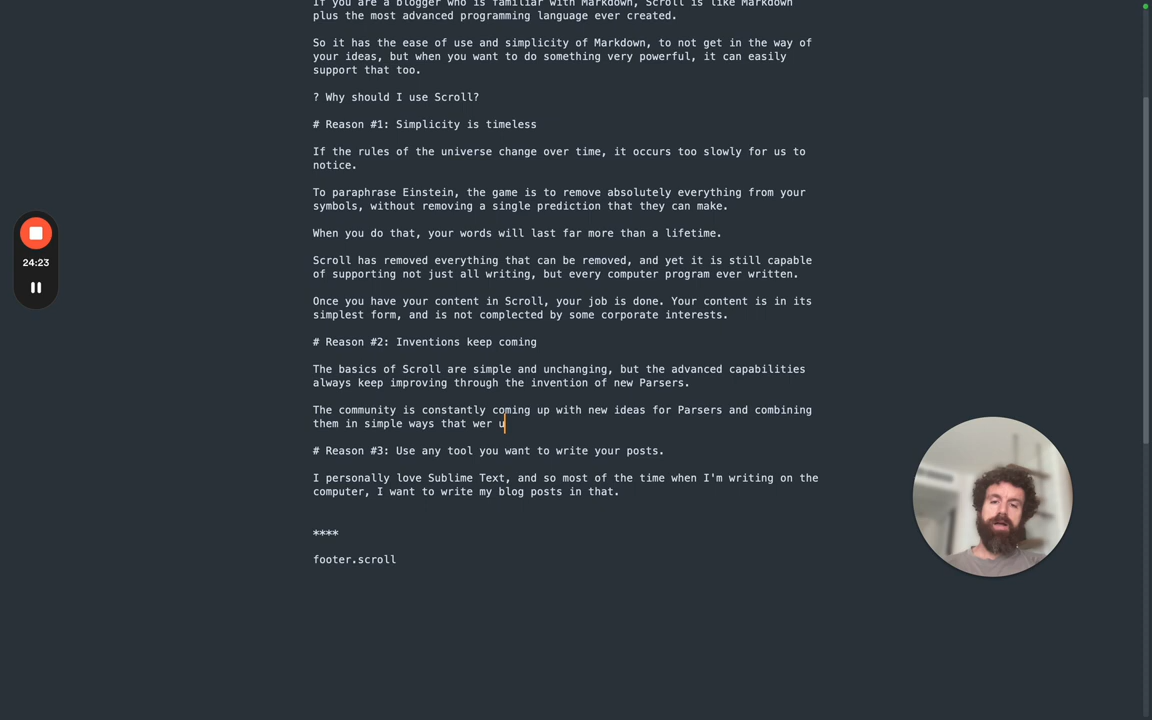 If you are a blogger who is familiar with Markdown, Scroll is like Markdown
plus the most advanced programming language ever created.
So it has the ease of use and simplicity of Markdown, to not get in the way of
your ideas, but when you want to do something very powerful, it can easily
support that too.
? Why should I use Scroll?
# Reason #1: Simplicity is timeless
If the rules of the universe change over time, it occurs too slowly for us to
notice.
To paraphrase Einstein, the game is to remove absolutely everything from your
symbols, without removing a single prediction that they can make.
When you do that, your words will last far more than a lifetime.
Scroll has removed everything that can be removed, and yet it is still capable
of supporting not just all writing, but every computer program ever written.
Once you have your content in Scroll, your job is done. Your content is in its
simplest form, and is not complected by some corporate interests.
# Reason #2: Inventions keep coming
The basics of Scroll are simple and unchanging, but the advanced capabilities
always keep improving through the invention of new Parsers.
The community is constantly coming up with new ideas for Parsers and combining
them in simple ways that wer u
# Reason #3: Use any tool you want to write your posts.
I personally love Sublime Text, and so most of the time when I'm writing on the
computer, I want to write my blog posts in that.
****
footer.scroll
24:23